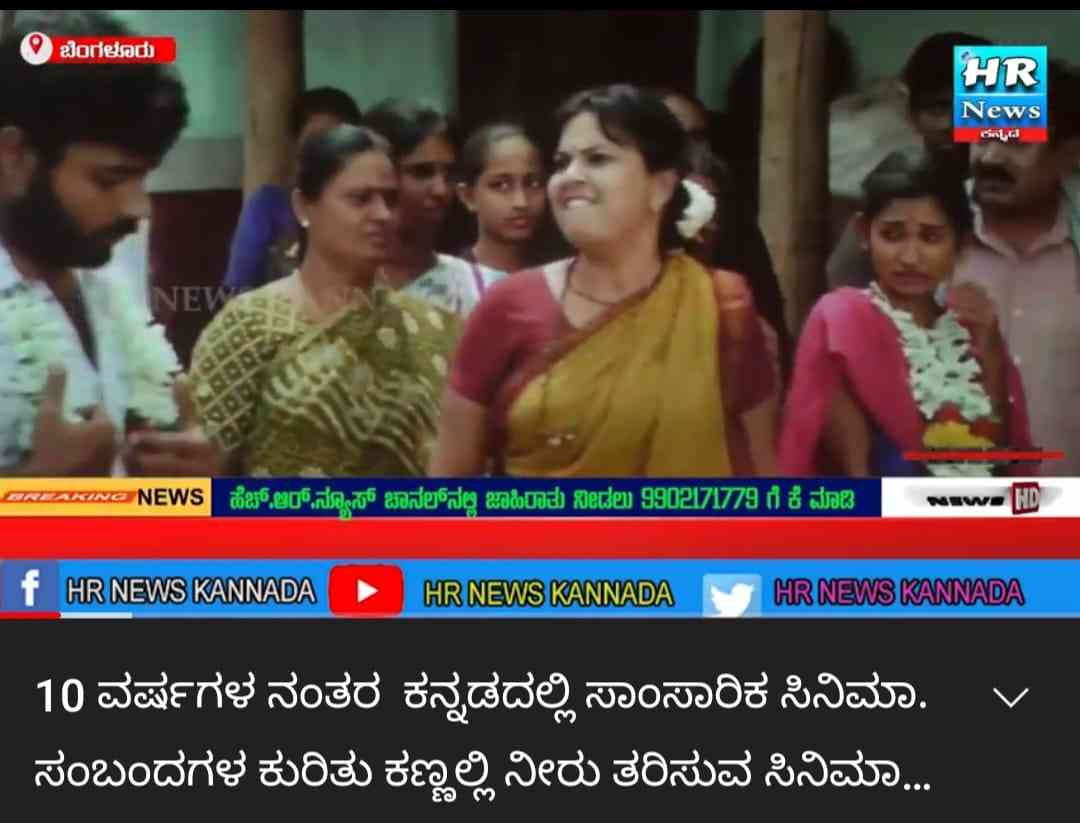 ಬೆಂಗಳೂರು
HR
News
ಕನ್ನಡ
BREAKING NEWS
ಹೆಚ್.ಆರ್.ನ್ಯೂಸ್ ಚಾನಲ್‌ನಲ್ಲಿ ಜಾಹಿರಾತು ನೀಡಲು 9902171779 ಗೆ ಕೆ ಮಾಡಿ
NEWS HD
f HR NEWS KANNADA
HR NEWS KANNADA
HR NEWS KANNADA
10 ವರ್ಷಗಳ ನಂತರ ಕನ್ನಡದಲ್ಲಿ ಸಾಂಸಾರಿಕ ಸಿನಿಮಾ.
ಸಂಬಂದಗಳ ಕುರಿತು ಕಣ್ಣಲ್ಲಿ ನೀರು ತರಿಸುವ ಸಿನಿಮಾ...